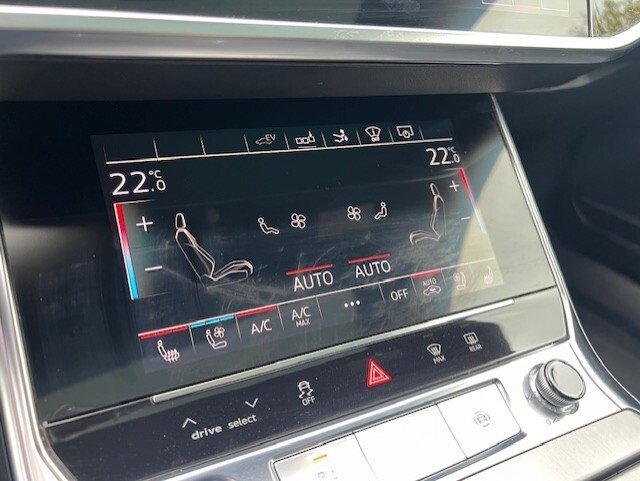 EV
22.0°C
22.0°C
+
+
−
−
AUTO
AUTO
A/C
A/C
MAX
...
OFF
AUTO
drive select
OFF
MAX
REAR